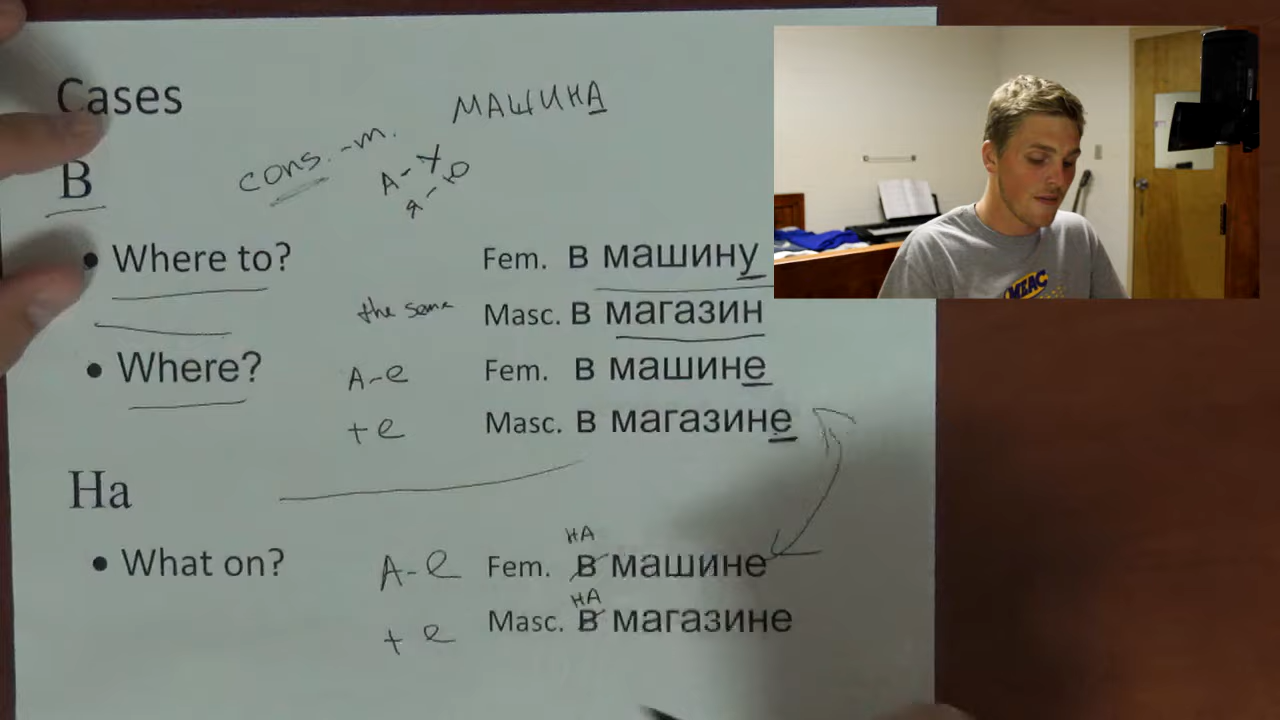 Cases
МАШИНА
cons. -m.
А-У
Я-Ю
В
• Where to? Fem. в машину
the same Masc. в магазин
• Where? А-е Fem. в машине
+е Masc. в магазине
На
НА
• What on? А-е Fem. в машине
НА
+ е Masc. в магазине
MIAC